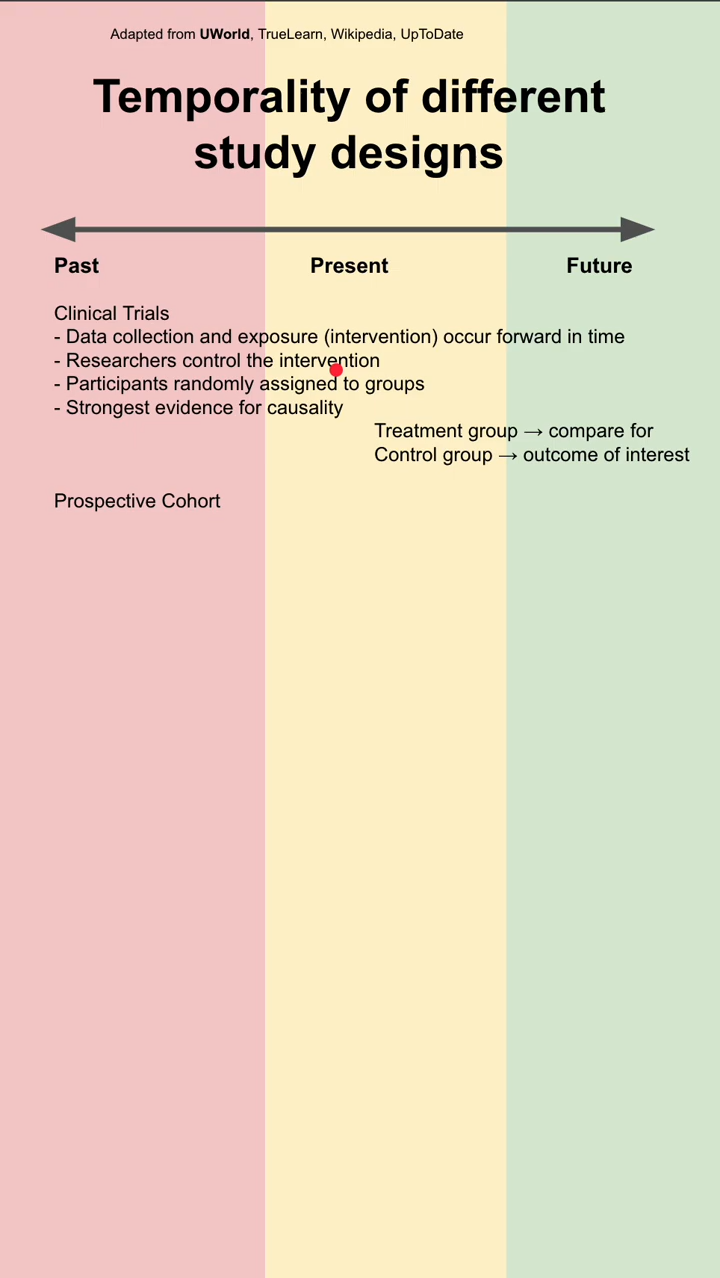 Adapted from UWorld, TrueLearn, Wikipedia, UpToDate
Temporality of different
study designs
Past Present Future
Clinical Trials
- Data collection and exposure (intervention) occur forward in time
- Researchers control the intervention
- Participants randomly assigned to groups
- Strongest evidence for causality
Treatment group → compare for
Control group → outcome of interest
Prospective Cohort